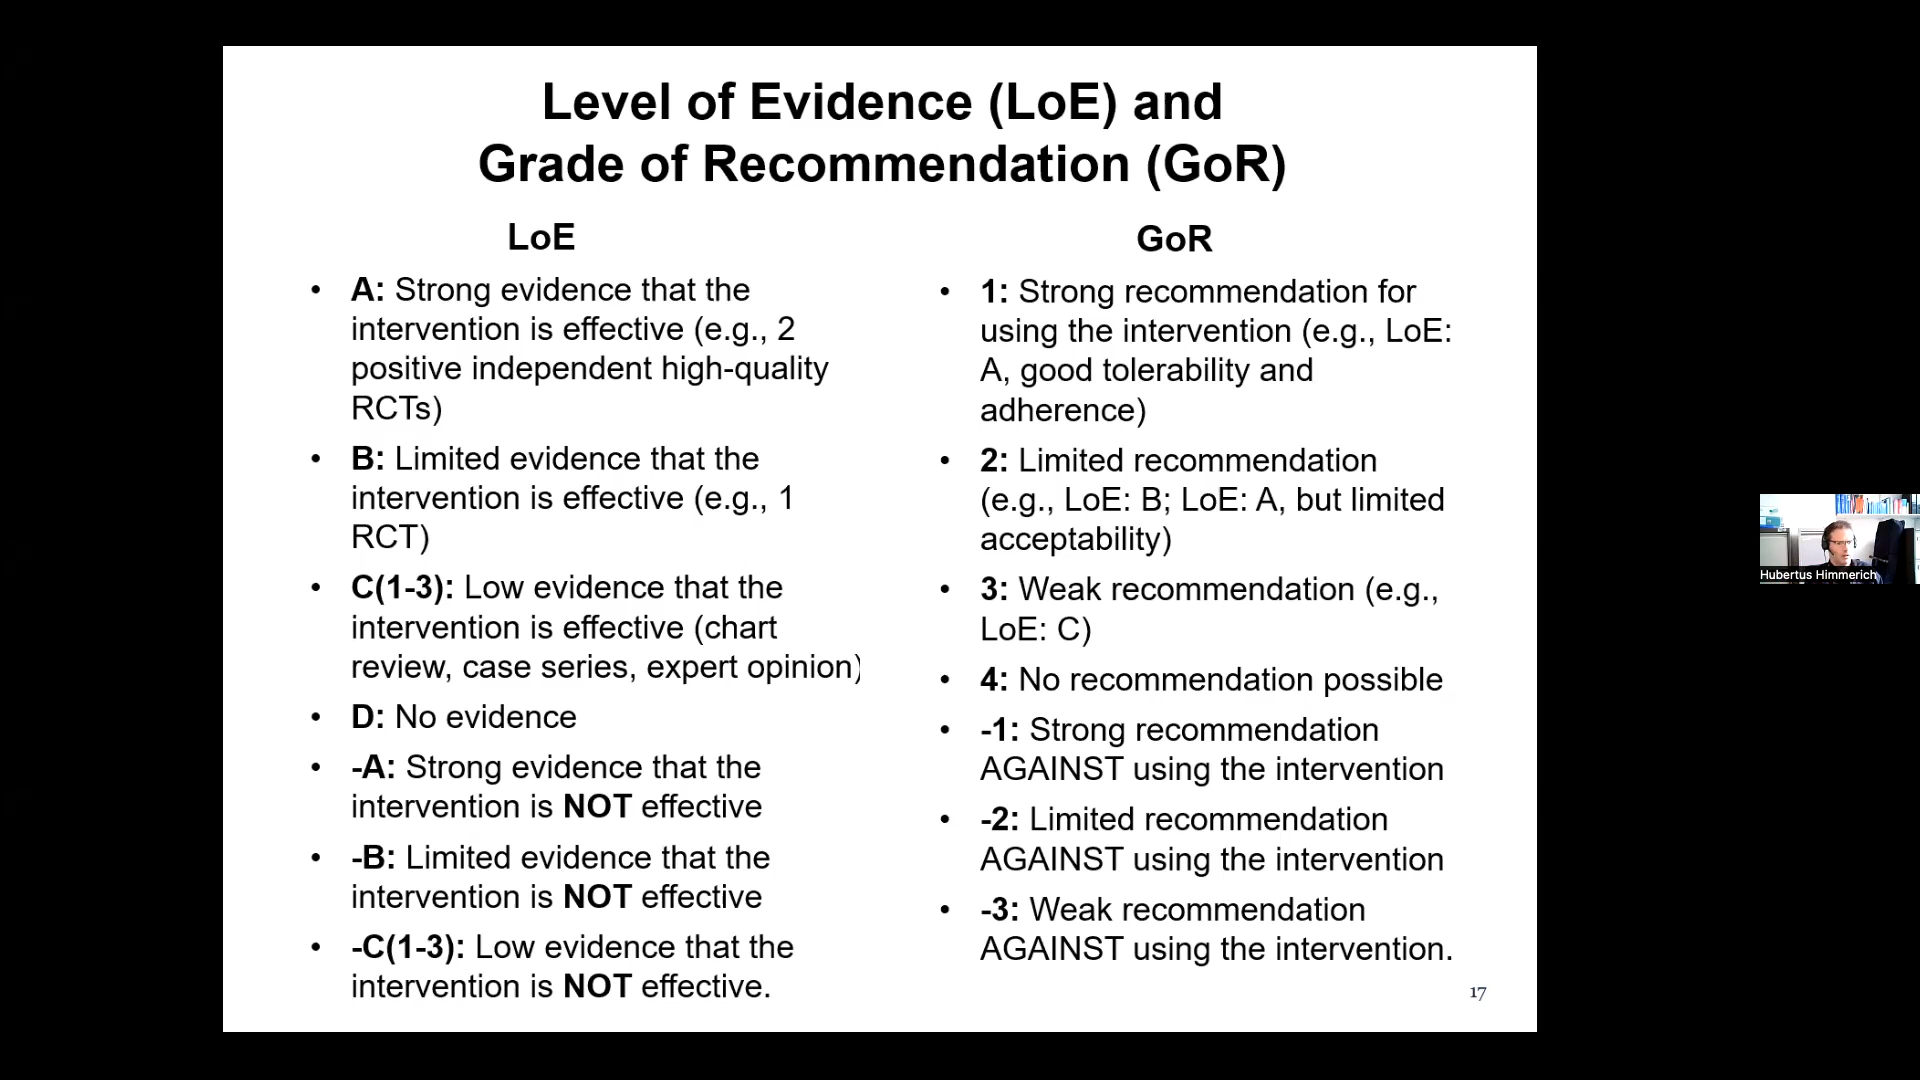 Level of Evidence (LoE) and
Grade of Recommendation (GoR)
LoE
• A: Strong evidence that the
intervention is effective (e.g., 2
positive independent high-quality
RCTs)
• B: Limited evidence that the
intervention is effective (e.g., 1
RCT)
• C(1-3): Low evidence that the
intervention is effective (chart
review, case series, expert opinion)
• D: No evidence
• -A: Strong evidence that the
intervention is NOT effective
• -B: Limited evidence that the
intervention is NOT effective
• -C(1-3): Low evidence that the
intervention is NOT effective.
GoR
• 1: Strong recommendation for
using the intervention (e.g., LoE:
A, good tolerability and
adherence)
• 2: Limited recommendation
(e.g., LoE: B; LoE: A, but limited
acceptability)
• 3: Weak recommendation (e.g.,
LoE: C)
• 4: No recommendation possible
• -1: Strong recommendation
AGAINST using the intervention
• -2: Limited recommendation
AGAINST using the intervention
• -3: Weak recommendation
AGAINST using the intervention.
17
Hubertus Himmerich